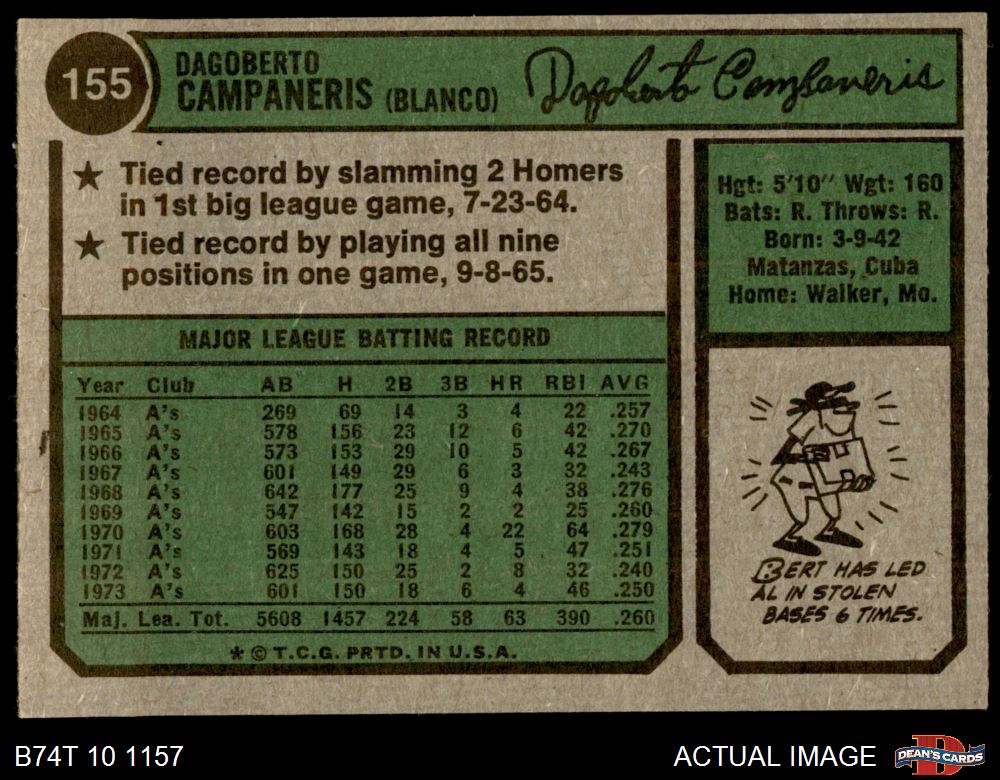 155
DAGOBERTO
CAMPANERIS (BLANCO)
Dagoberto Campaneris
★ Tied record by slamming 2 Homers
in 1st big league game, 7-23-64.
★ Tied record by playing all nine
positions in one game, 9-8-65.
Hgt: 5'10" Wgt: 160
Bats: R. Throws: R.
Born: 3-9-42
Matanzas, Cuba
Home: Walker, Mo.
MAJOR LEAGUE BATTING RECORD
Year Club AB H 2B 3B HR RBI AVG
1964 A's 269 69 14 3 4 22 .257
1965 A's 578 156 23 12 6 42 .270
1966 A's 573 153 29 10 5 42 .267
1967 A's 601 149 29 6 3 32 .243
1968 A's 642 177 25 9 4 38 .276
1969 A's 547 142 15 2 2 25 .260
1970 A's 603 168 28 4 22 64 .279
1971 A's 569 143 18 4 5 47 .251
1972 A's 625 150 25 2 8 32 .240
1973 A's 601 150 18 6 4 46 .250
Maj. Lea. Tot. 5608 1457 224 58 63 390 .260
* © T.C.G. PRTD. IN U.S.A.
BERT HAS LED
AL IN STOLEN
BASES 6 TIMES.
B74T 10 1157
ACTUAL IMAGE
D
DEAN'S CARDS